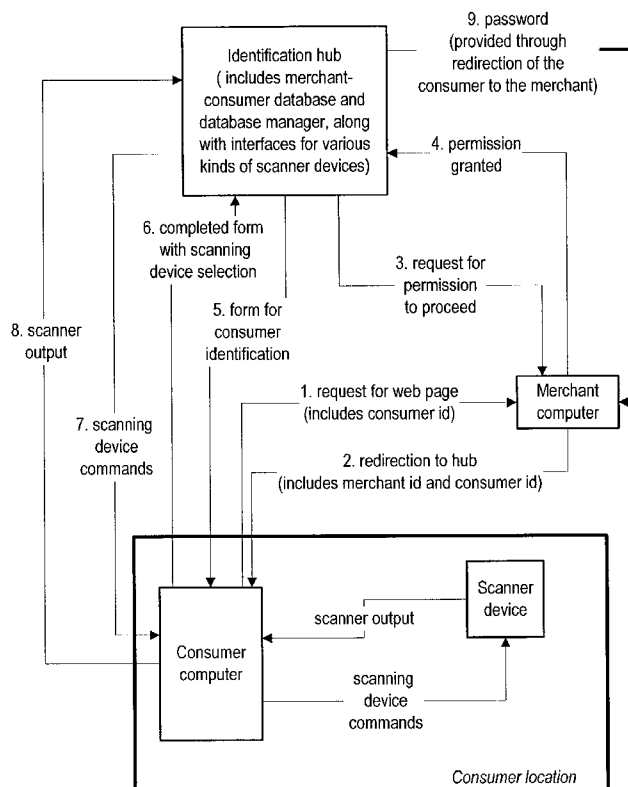 9. password
(provided through
redirection of the
consumer to the merchant)
Identification hub
( includes merchant-
consumer database and
database manager, along
with interfaces for various
kinds of scanner devices)
4. permission
granted
6. completed form
with scanning
device selection
3. request for
permission
to proceed
5. form for
consumer
identification
8. scanner
output
1. request for web page
(includes consumer id)
Merchant
computer
7. scanning
device
commands
2. redirection to hub
(includes merchant id and consumer id)
Scanner
device
scanner output
Consumer
computer
scanning
device
commands
Consumer location